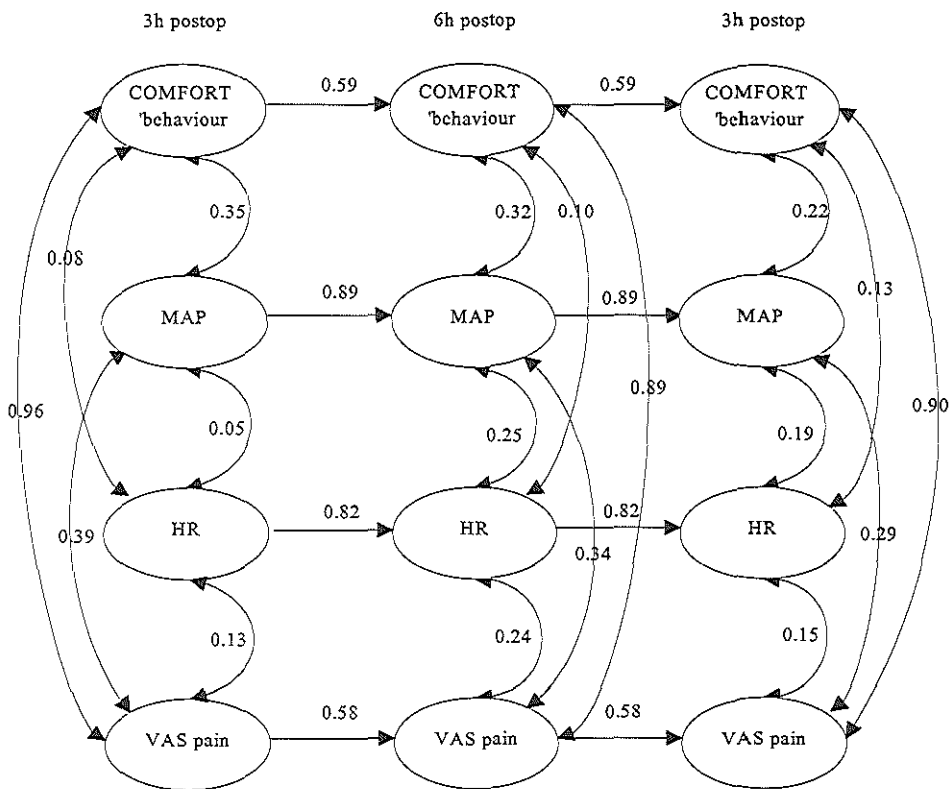 3h postop 6h postop 3h postop
COMFORT 0.59 COMFORT 0.59 COMFORT
'behaviour 'behaviour 'behaviour
0.35 0.32 0.10 0.22
0.08
0.13
MAP 0.89 MAP 0.89 MAP
0.96 0.89 0.90
0.05 0.25 0.19
HR 0.82 HR 0.82 HR
0.39 0.34 0.29
0.13 0.24 0.15
VAS pain 0.58 VAS pain 0.58 VAS pain